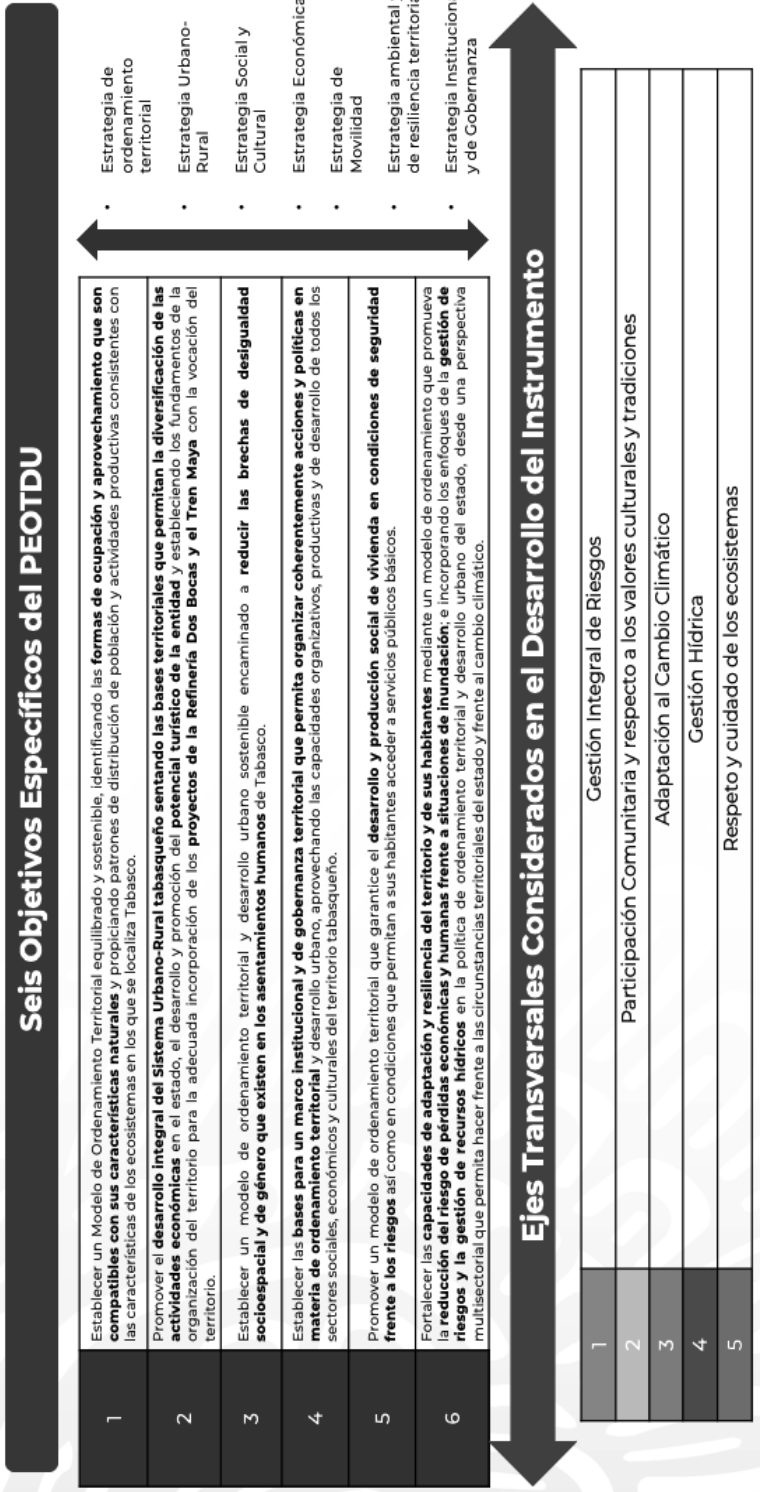 Seis Objetivos Específicos del PEOTDU
1
Establecer un Modelo de Ordenamiento Territorial equilibrado y sostenible, identificando las formas de ocupación y aprovechamiento que son
compatibles con sus características naturales y propiciando patrones de distribución de población y actividades productivas consistentes con
las características de los ecosistemas en los que se localiza Tabasco.
2
Promover el desarrollo integral del Sistema Urbano-Rural tabasqueño sentando las bases territoriales que permitan la diversificación de las
actividades económicas en el estado, el desarrollo y promoción del potencial turístico de la entidad y estableciendo los fundamentos de la
organización del territorio para la adecuada incorporación de los proyectos de la Refinería Dos Bocas y el Tren Maya con la vocación del
territorio.
3
Establecer un modelo de ordenamiento territorial y desarrollo urbano sostenible encaminado a reducir las brechas de desigualdad
socioespacial y de género que existen en los asentamientos humanos de Tabasco.
4
Establecer las bases para un marco institucional y de gobernanza territorial que permita organizar coherentemente acciones y políticas en
materia de ordenamiento territorial y desarrollo urbano, aprovechando las capacidades organizativas, productivas y de desarrollo de todos los
sectores sociales, económicos y culturales del territorio tabasqueño.
5
Promover un modelo de ordenamiento territorial que garantice el desarrollo y producción social de vivienda en condiciones de seguridad
frente a los riesgos así como en condiciones que permitan a sus habitantes acceder a servicios públicos básicos.
6
Fortalecer las capacidades de adaptación y resiliencia del territorio y de sus habitantes mediante un modelo de ordenamiento que promueva
la reducción del riesgo de pérdidas económicas y humanas frente a situaciones de inundación; e incorporando los enfoques de la gestión de
riesgos y la gestión de recursos hídricos en la política de ordenamiento territorial y desarrollo urbano del estado, desde una perspectiva
multisectorial que permita hacer frente a las circunstancias territoriales del estado y frente al cambio climático.
• Estrategia de
ordenamiento
territorial
• Estrategia Urbano-
Rural
• Estrategia Social y
Cultural
• Estrategia Económica
• Estrategia de
Movilidad
• Estrategia ambiental y
de resiliencia territorial
• Estrategia Institucional
y de Gobernanza
Ejes Transversales Considerados en el Desarrollo del Instrumento
1 Gestión Integral de Riesgos
2 Participación Comunitaria y respecto a los valores culturales y tradiciones
3 Adaptación al Cambio Climático
4 Gestión Hídrica
5 Respeto y cuidado de los ecosistemas